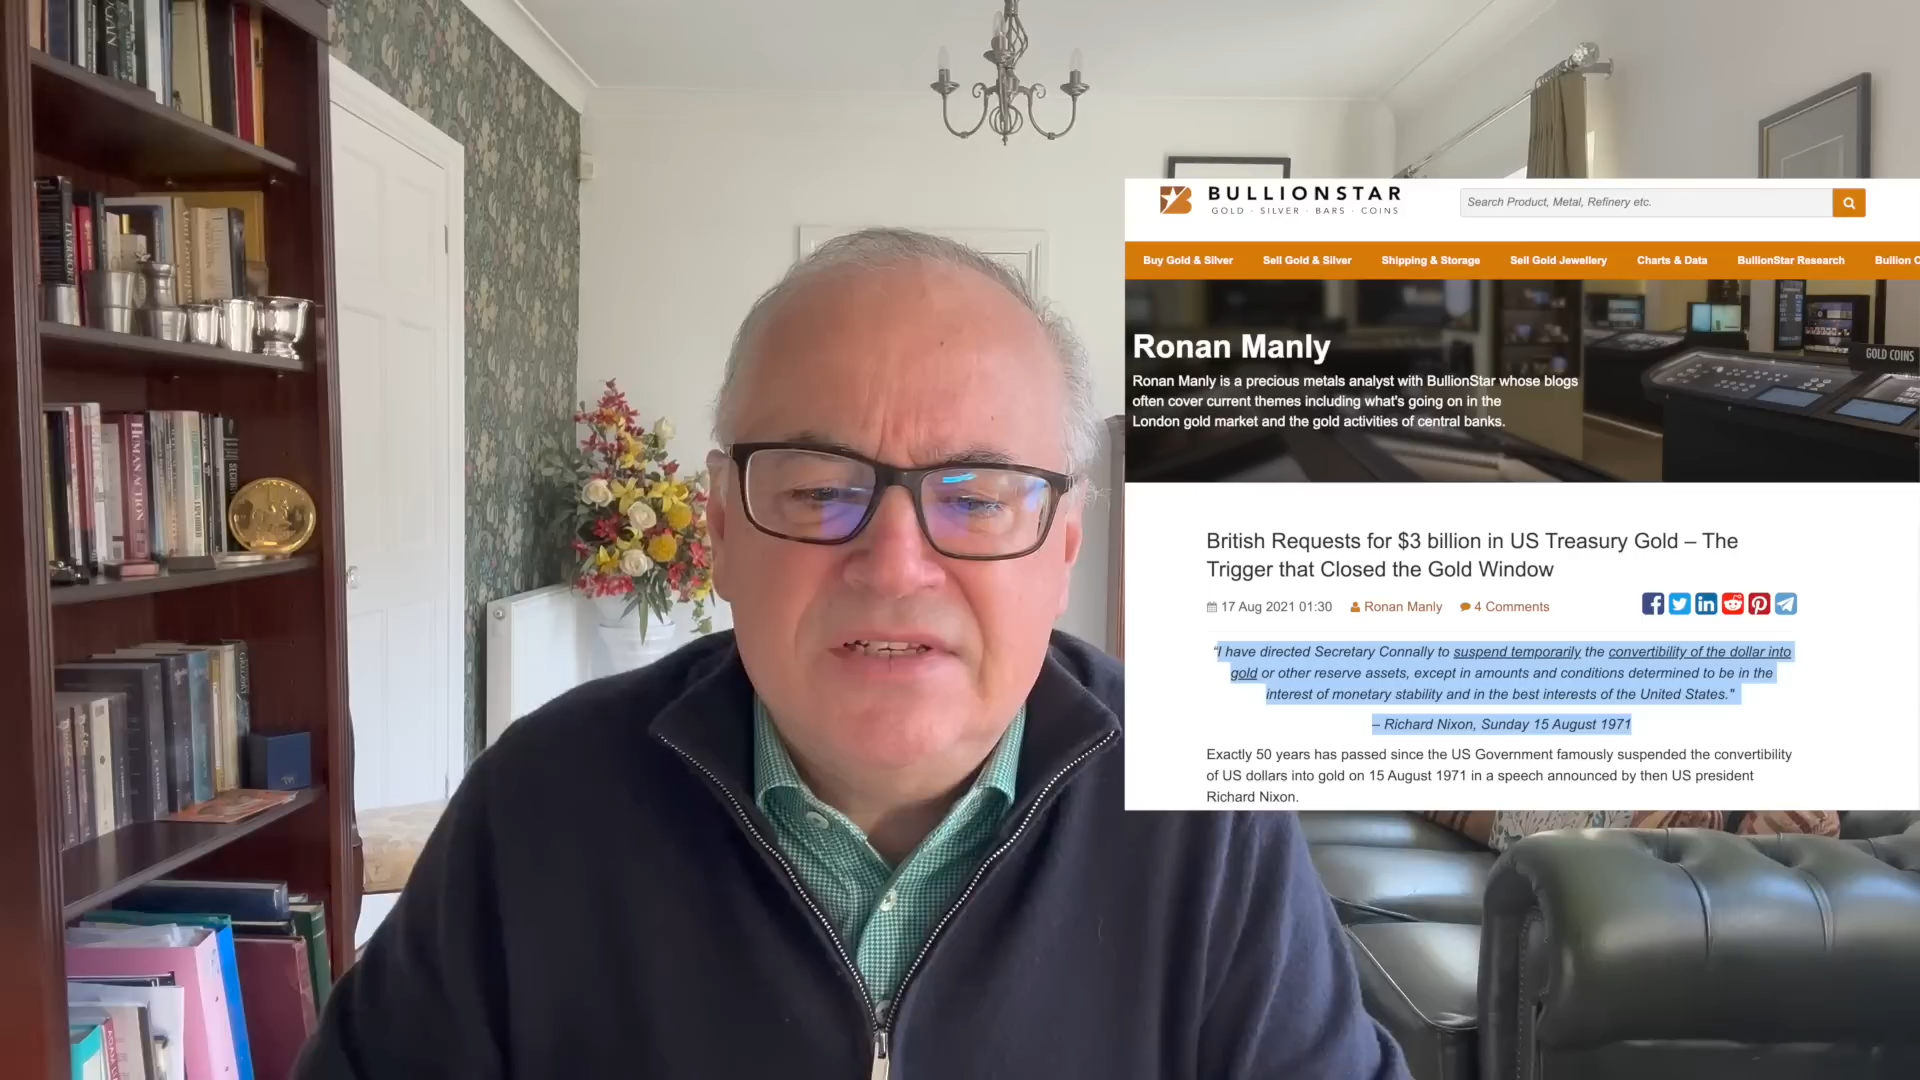 BULLIONSTAR
GOLD · SILVER · BARS · COINS
Search Product, Metal, Refinery etc.
Buy Gold & Silver Sell Gold & Silver Shipping & Storage Sell Gold Jewellery Charts & Data BullionStar Research Bullion
GOLD COINS
Ronan Manly
Ronan Manly is a precious metals analyst with BullionStar whose blogs
often cover current themes including what's going on in the
London gold market and the gold activities of central banks.
British Requests for $3 billion in US Treasury Gold – The
Trigger that Closed the Gold Window
17 Aug 2021 01:30 Ronan Manly 4 Comments
“I have directed Secretary Connally to suspend temporarily the convertibility of the dollar into
gold or other reserve assets, except in amounts and conditions determined to be in the
interest of monetary stability and in the best interests of the United States."
– Richard Nixon, Sunday 15 August 1971
Exactly 50 years has passed since the US Government famously suspended the convertibility
of US dollars into gold on 15 August 1971 in a speech announced by then US president
Richard Nixon.
LIVERMORE
HUMAN ACTION